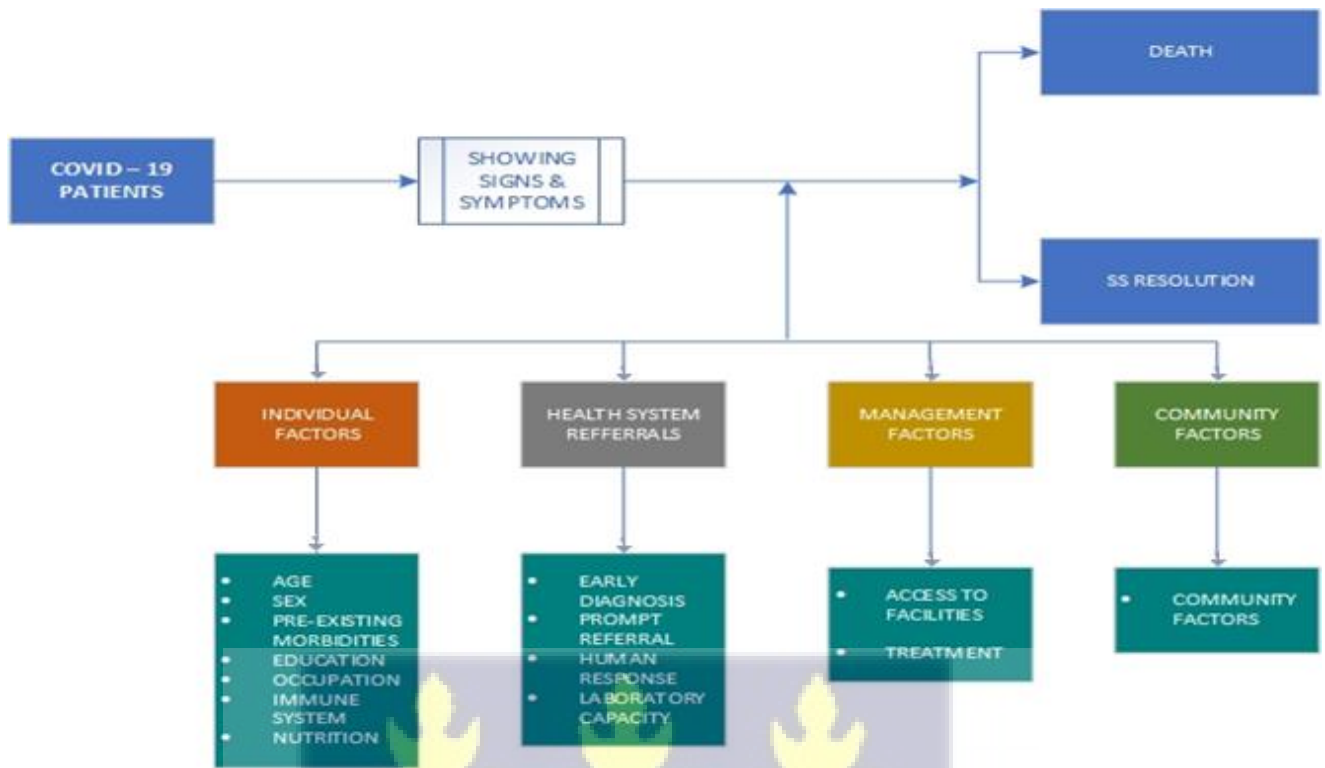 DEATH
COVID – 19
PATIENTS
SHOWING
SIGNS &
SYMPTOMS
SS RESOLUTION
INDIVIDUAL
FACTORS
HEALTH SYSTEM
REFFERRALS
MANAGEMENT
FACTORS
COMMUNITY
FACTORS
• AGE
• SEX
• PRE-EXISTING
MORBIDITIES
• EDUCATION
• OCCUPATION
• IMMUNE
SYSTEM
• NUTRITION
• EARLY
DIAGNOSIS
• PROMPT
REFERRAL
• HUMAN
RESPONSE
• LABORATORY
CAPACITY
• ACCESS TO
FACILITIES
• TREATMENT
• COMMUNITY
FACTORS